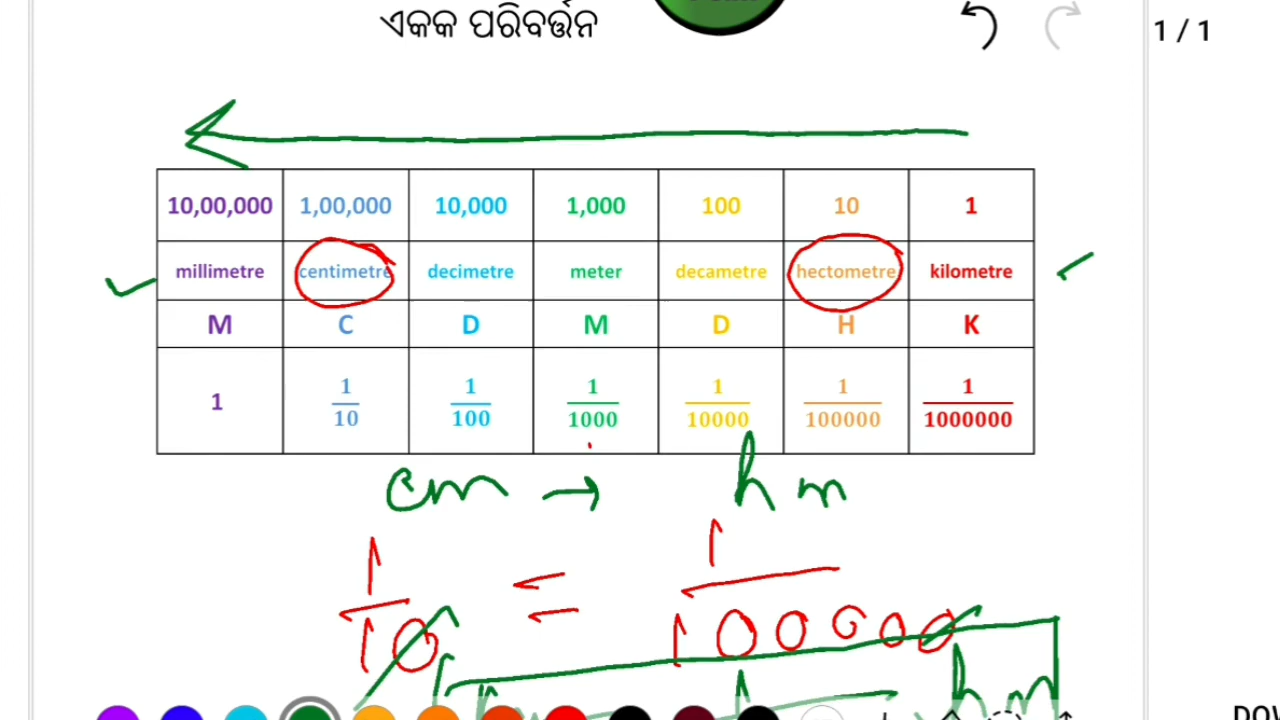 ଏକକ ପରିବର୍ତ୍ତନ
1 / 1
10,00,000 1,00,000 10,000 1,000 100 10 1
millimetre centimetre decimetre meter decametre hectometre kilometre
M C D M D H K
1 1/10 1/100 1/1000 1/10000 1/100000 1/1000000
cm → hm
1/10 = 1/100000
hm